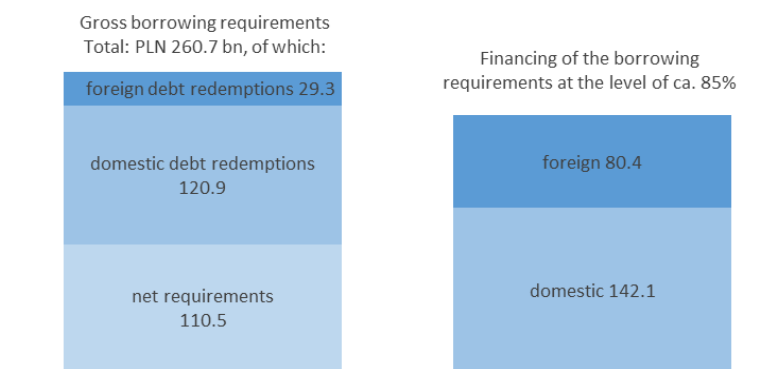 Gross borrowing requirements
Total: PLN 260.7 bn, of which:
foreign debt redemptions 29.3
domestic debt redemptions
120.9
net requirements
110.5
Financing of the borrowing
requirements at the level of ca. 85%
foreign 80.4
domestic 142.1